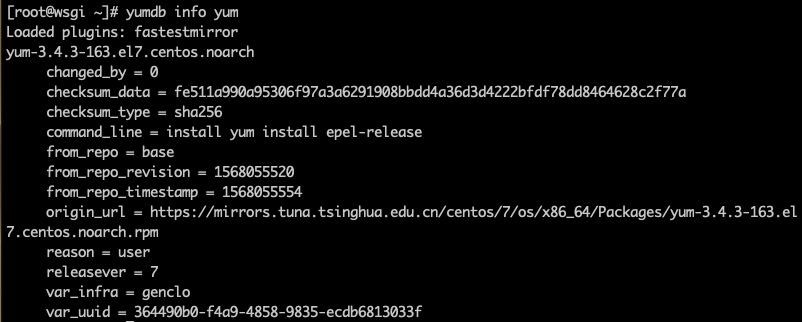 [root@wsgi ~]# yumdb info yum
Loaded plugins: fastestmirror
yum-3.4.3-163.el7.centos.noarch
     changed_by = 0
     checksum_data = fe511a990a95306f97a3a6291908bbdd4a36d3d4222bfdf78dd8464628c2f77a
     checksum_type = sha256
     command_line = install yum install epel-release
     from_repo = base
     from_repo_revision = 1568055520
     from_repo_timestamp = 1568055554
     origin_url = https://mirrors.tuna.tsinghua.edu.cn/centos/7/os/x86_64/Packages/yum-3.4.3-163.el
7.centos.noarch.rpm
     reason = user
     releasever = 7
     var_infra = genclo
     var_uuid = 364490b0-f4a9-4858-9835-ecdb6813033f